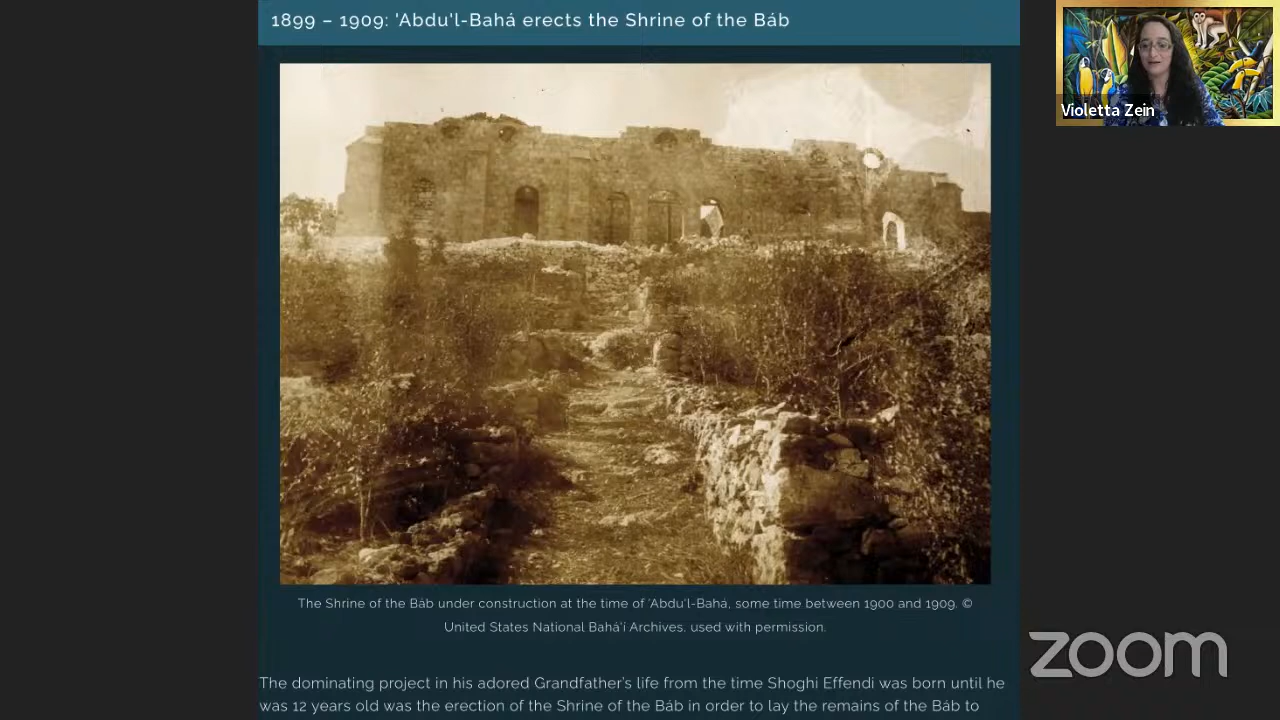 1899 – 1909: 'Abdu'l-Bahá erects the Shrine of the Báb
Violetta Zein
The Shrine of the Báb under construction at the time of 'Abdu'l-Bahá, some time between 1900 and 1909. ©
United States National Bahá'í Archives, used with permission.
zoom
The dominating project in his adored Grandfather's life from the time Shoghi Effendi was born until he
was 12 years old was the erection of the Shrine of the Báb in order to lay the remains of the Báb to